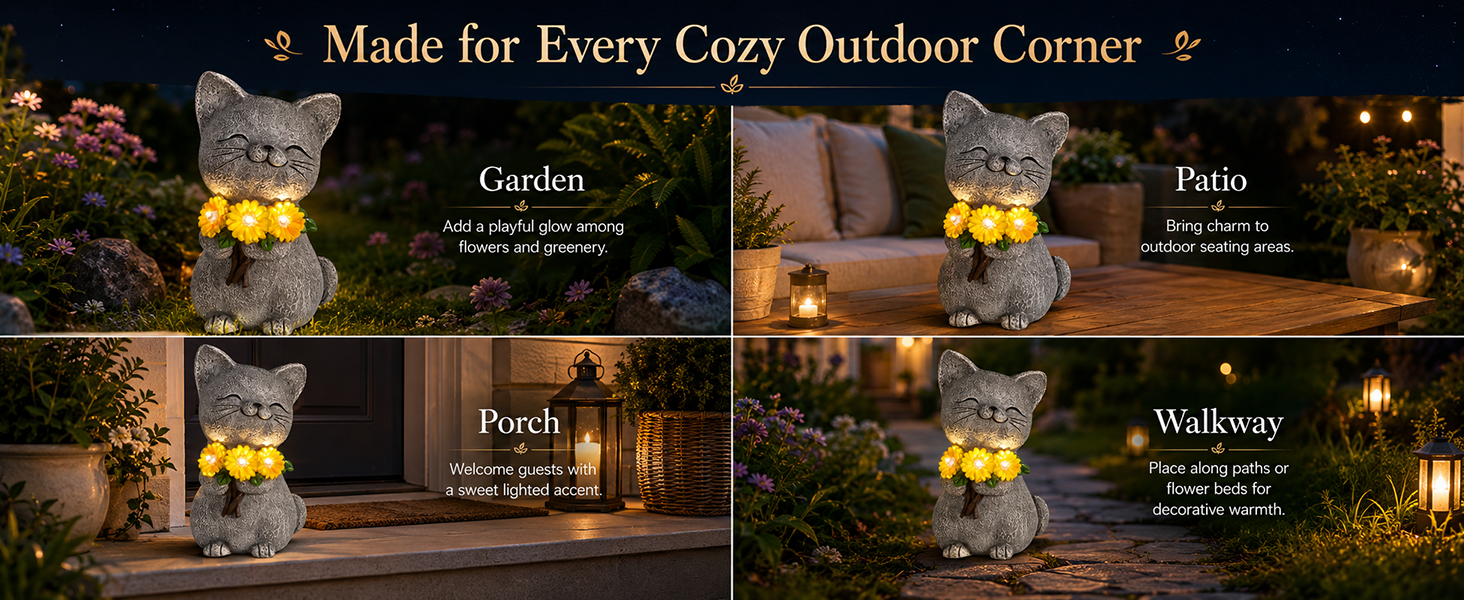 Made for Every Cozy Outdoor Corner
Garden
Add a playful glow among
flowers and greenery.
Patio
Bring charm to
outdoor seating areas.
Porch
Welcome guests with
a sweet lighted accent.
Walkway
Place along paths or
flower beds for
decorative warmth.